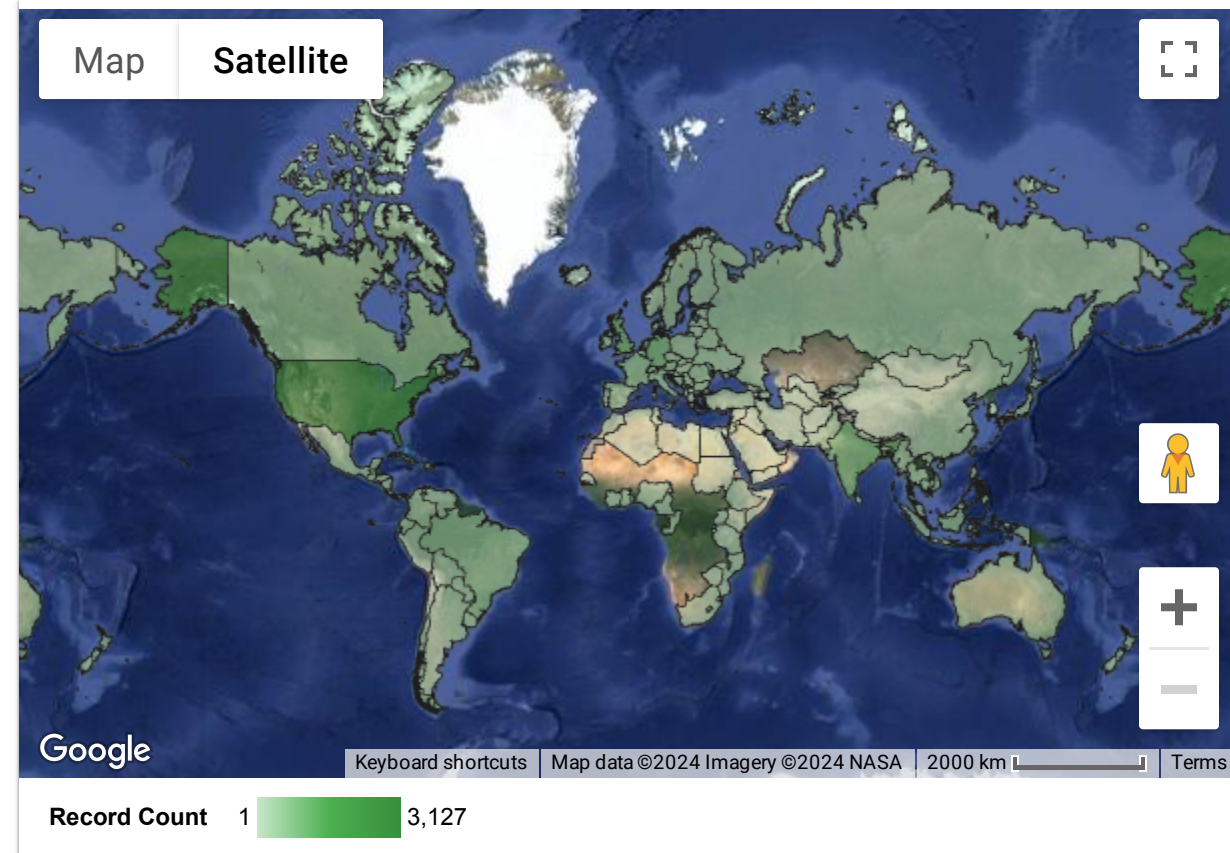 Map Satellite
Google
Keyboard shortcuts Map data ©2024 Imagery ©2024 NASA 2000 km Terms
Record Count 1 3,127